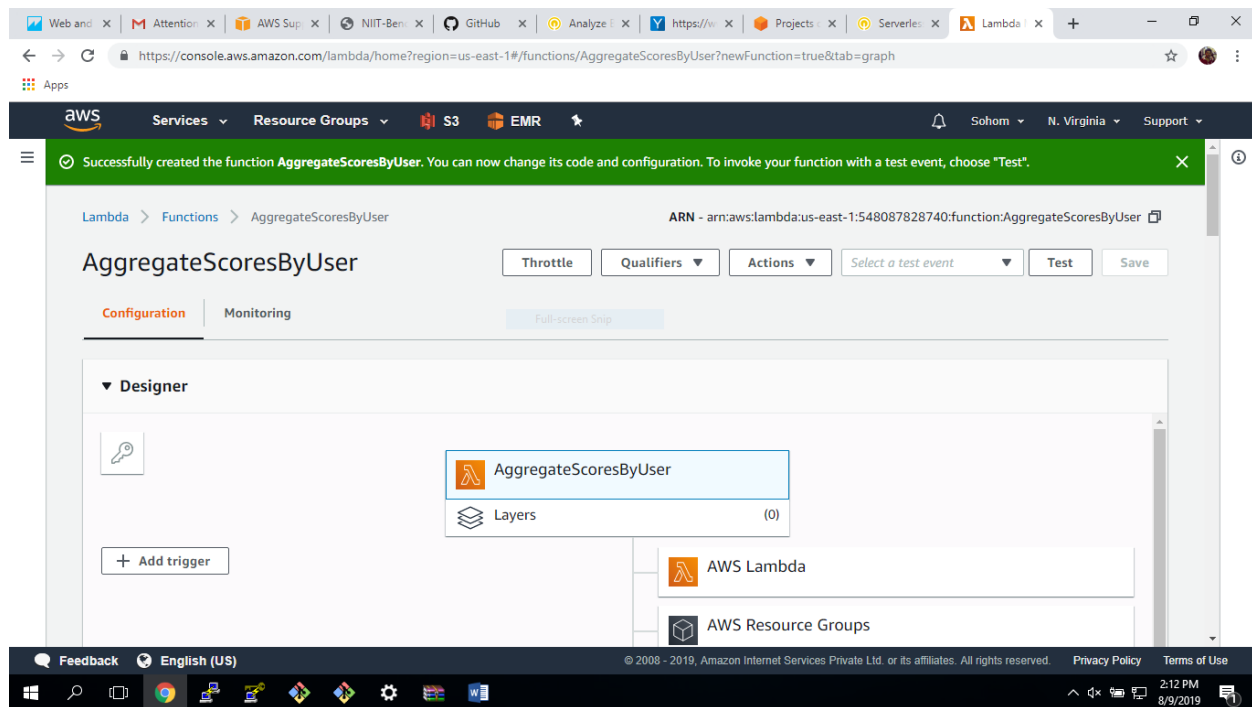 Web and
Attention
AWS Sup
NIIT-Ben
GitHub
Analyze
https://w
Projects
Serverles
Lambda
https://console.aws.amazon.com/lambda/home?region=us-east-1#/functions/AggregateScoresByUser?newFunction=true&tab=graph
Apps
aws Services Resource Groups S3 EMR Sohom N. Virginia Support
Successfully created the function AggregateScoresByUser. You can now change its code and configuration. To invoke your function with a test event, choose "Test".
Lambda > Functions > AggregateScoresByUser ARN - arn:aws:lambda:us-east-1:548087828740:function:AggregateScoresByUser
AggregateScoresByUser Throttle Qualifiers Actions Select a test event Test Save
Configuration Monitoring
Full-screen Snip
Designer
AggregateScoresByUser
Layers (0)
+ Add trigger
AWS Lambda
AWS Resource Groups
Feedback English (US) © 2008 - 2019, Amazon Internet Services Private Ltd. or its affiliates. All rights reserved. Privacy Policy Terms of Use
2:12 PM
8/9/2019